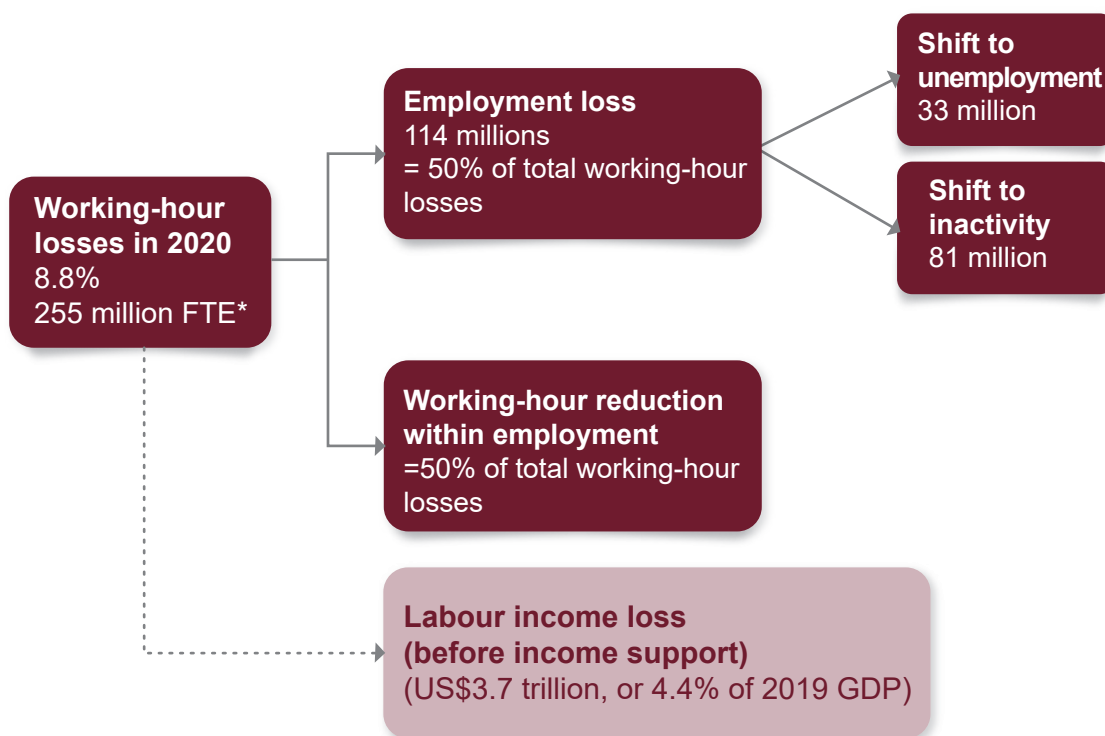 Working-hour
losses in 2020
8.8%
255 million FTE*
Employment loss
114 millions
= 50% of total working-hour
losses
Shift to
unemployment
33 million
Shift to
inactivity
81 million
Working-hour reduction
within employment
=50% of total working-hour
losses
Labour income loss
(before income support)
(US$3.7 trillion, or 4.4% of 2019 GDP)